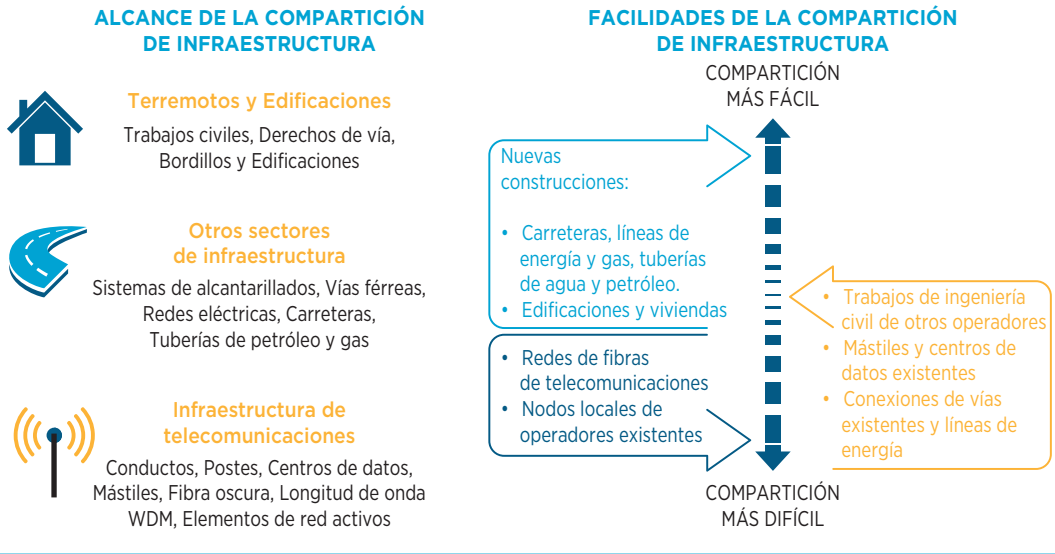 ALCANCE DE LA COMPARTICIÓN
DE INFRAESTRUCTURA
Terremotos y Edificaciones
Trabajos civiles, Derechos de vía,
Bordillos y Edificaciones
Otros sectores
de infraestructura
Sistemas de alcantarillados, Vías férreas,
Redes eléctricas, Carreteras,
Tuberías de petróleo y gas
Infraestructura de
telecomunicaciones
Conductos, Postes, Centros de datos,
Mástiles, Fibra oscura, Longitud de onda
WDM, Elementos de red activos
FACILIDADES DE LA COMPARTICIÓN
DE INFRAESTRUCTURA
COMPARTICIÓN
MÁS FÁCIL
Nuevas
construcciones:
• Carreteras, líneas de
energía y gas, tuberías
de agua y petróleo.
• Edificaciones y viviendas
• Redes de fibras
de telecomunicaciones
• Nodos locales de
operadores existentes
• Trabajos de ingeniería
civil de otros operadores
• Mástiles y centros de
datos existentes
• Conexiones de vías
existentes y líneas de
energía
COMPARTICIÓN
MÁS DIFÍCIL